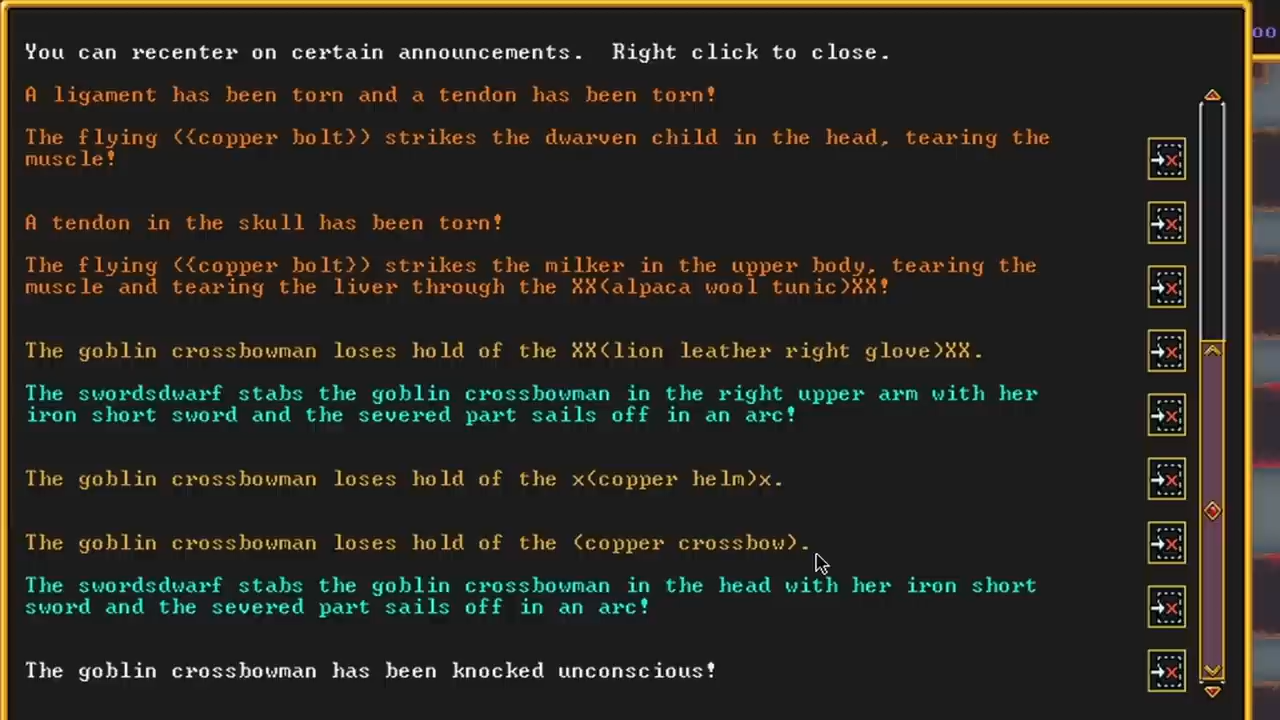 You can recenter on certain announcements.  Right click to close.
A ligament has been torn and a tendon has been torn!
The flying ({copper bolt}) strikes the dwarven child in the head, tearing the
muscle!
A tendon in the skull has been torn!
The flying ({copper bolt}) strikes the milker in the upper body, tearing the
muscle and tearing the liver through the XX(alpaca wool tunic)XX!
The goblin crossbowman loses hold of the XX(lion leather right glove)XX.
The swordsdwarf stabs the goblin crossbowman in the right upper arm with her
iron short sword and the severed part sails off in an arc!
The goblin crossbowman loses hold of the x(copper helm)x.
The goblin crossbowman loses hold of the (copper crossbow).
The swordsdwarf stabs the goblin crossbowman in the head with her iron short
sword and the severed part sails off in an arc!
The goblin crossbowman has been knocked unconscious!